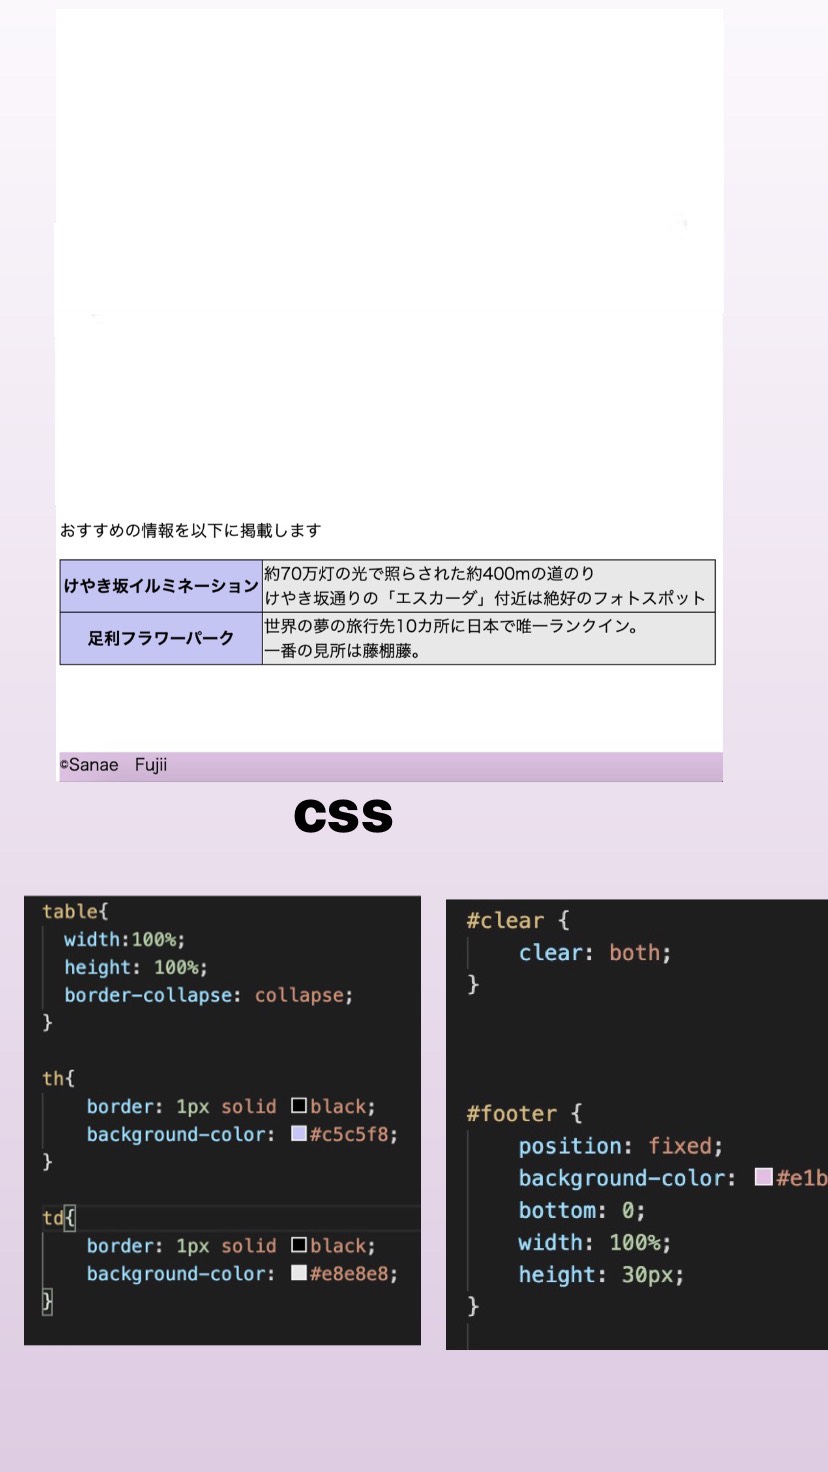 おすすめの情報を以下に掲載します
けやき坂イルミネーション
約70万灯の光で照らされた約400mの道のり
けやき坂通りの「エスカーダ」付近は絶好のフォトスポット
足利フラワーパーク
世界の夢の旅行先10カ所に日本で唯一ランクイン。
一番の見所は藤棚藤。
©Sanae　Fujii
css
table{
width:100%;
height: 100%;
border-collapse: collapse;
}
th{
border: 1px solid black;
background-color: #c5c5f8;
}
td{
border: 1px solid black;
background-color: #e8e8e8;
}
#clear {
clear: both;
}
#footer {
position: fixed;
background-color: #e1b
bottom: 0;
width: 100%;
height: 30px;
}